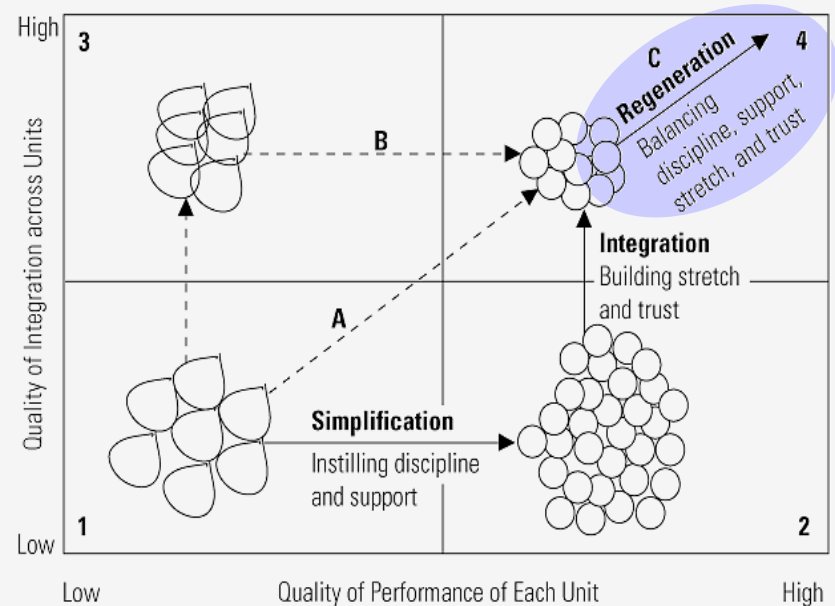 High
3
4
C
Regeneration
Balancing
discipline, support,
stretch, and trust
B
Quality of Integration across Units
Integration
Building stretch
and trust
A
Simplification
Instilling discipline
and support
1
2
Low
Low
Quality of Performance of Each Unit
High